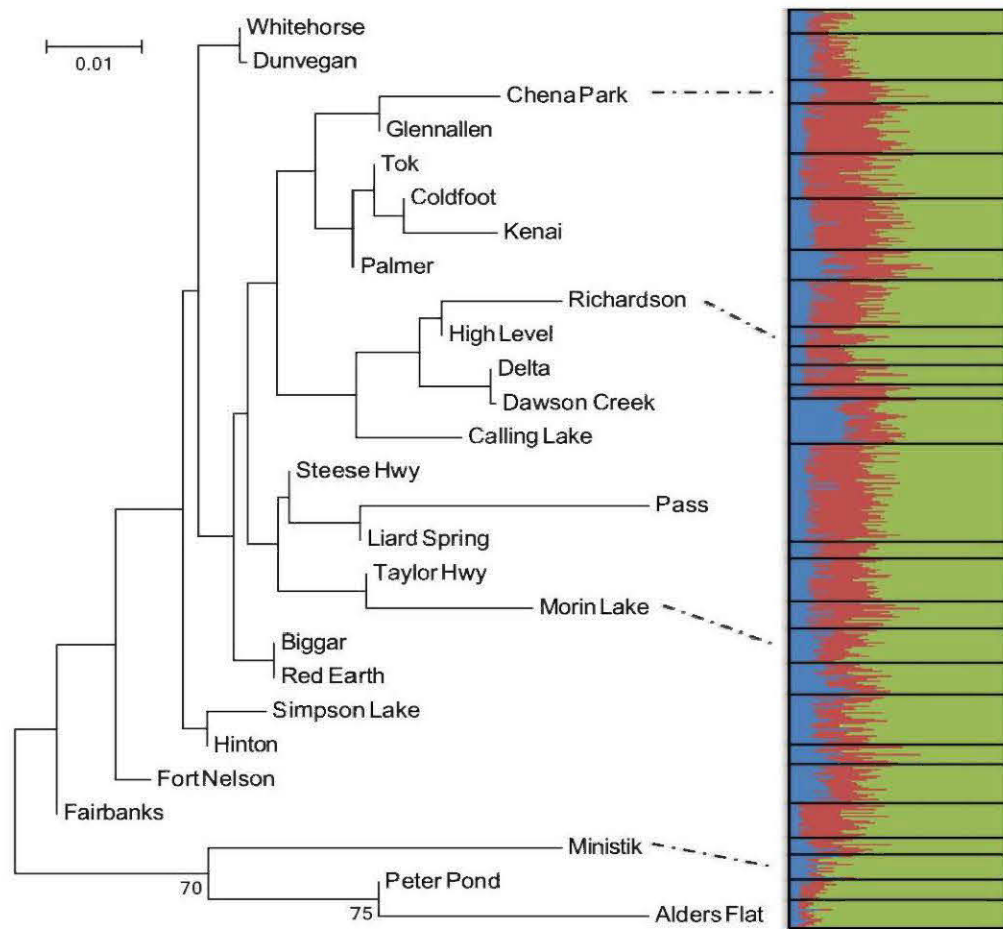 Whitehorse
0.01
Dunvegan
Chena Park
Glennallen
Tok
Coldfoot
Kenai
Palmer
Richardson
High Level
Delta
Dawson Creek
Calling Lake
Steese Hwy
Pass
Liard Spring
Taylor Hwy
Morin Lake
Biggar
Red Earth
Simpson Lake
Hinton
Fort Nelson
Fairbanks
Ministik
70
Peter Pond
75
Alders Flat